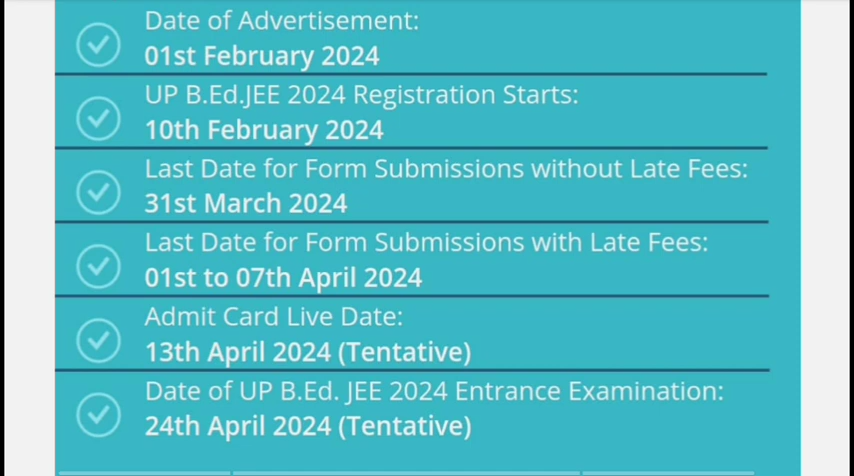 Date of Advertisement:
01st February 2024
UP B.Ed.JEE 2024 Registration Starts:
10th February 2024
Last Date for Form Submissions without Late Fees:
31st March 2024
Last Date for Form Submissions with Late Fees:
01st to 07th April 2024
Admit Card Live Date:
13th April 2024 (Tentative)
Date of UP B.Ed. JEE 2024 Entrance Examination:
24th April 2024 (Tentative)